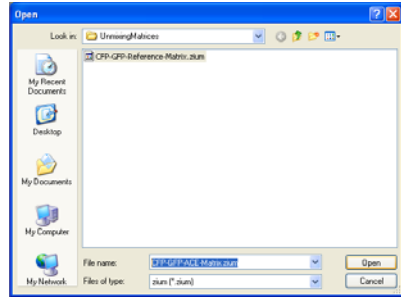 Open
Look in:
UnmixingMatrices
CFP-GFP-Reference-Matrix.zium
My Recent
Documents
Desktop
My Documents
My Computer
My Network
File name:
CFP-GFP-ACE-Matrix.zium
Open
Files of type:
zium (*.zium)
Cancel